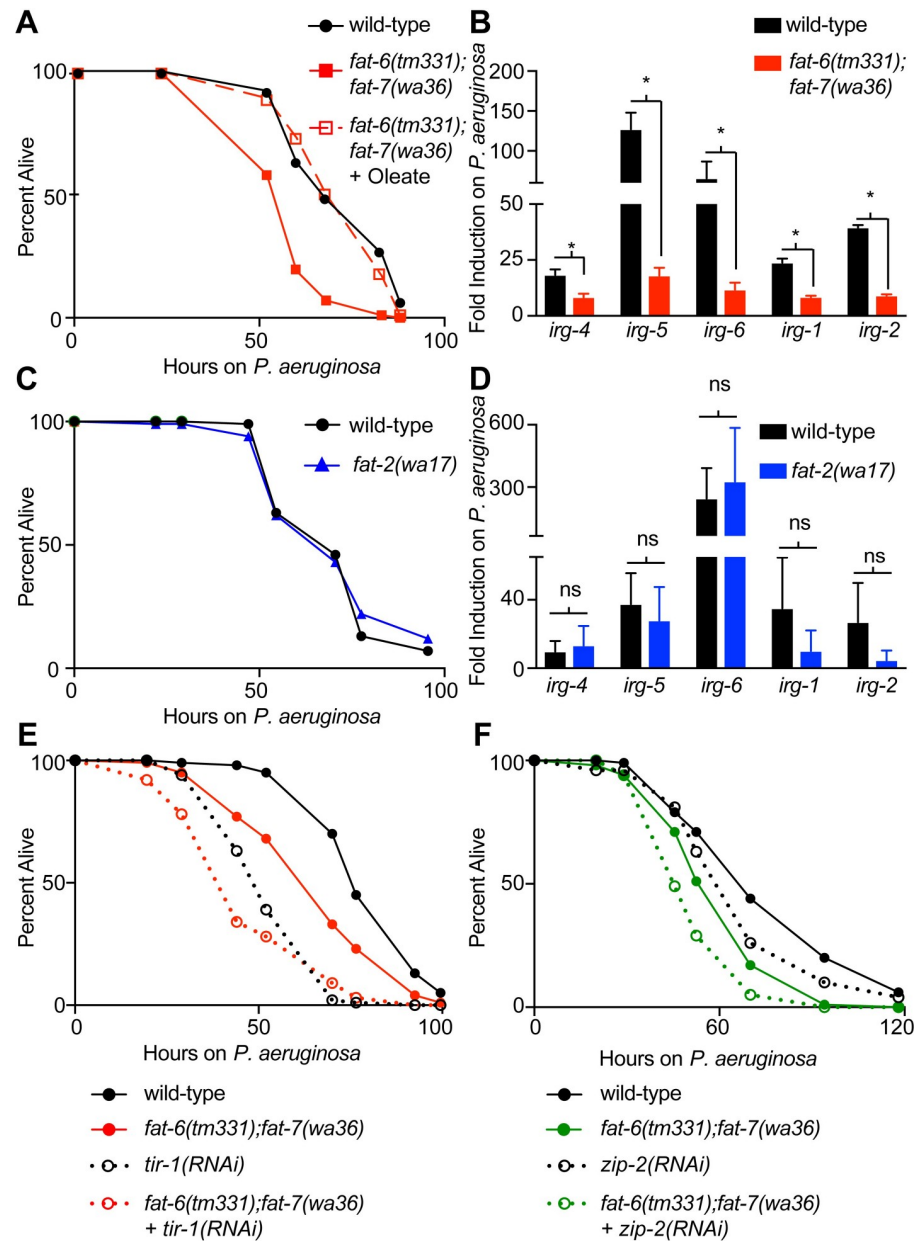 A
wild-type
fat-6(tm331);
fat-7(wa36)
fat-6(tm331);
fat-7(wa36)
+ Oleate
100
50
0
Percent Alive
0
50
100
Hours on P. aeruginosa
B
wild-type
fat-6(tm331);
fat-7(wa36)
Fold Induction on P. aeruginosa
200
150
100
50
25
0
*
*
*
*
*
irg-4
irg-5
irg-6
irg-1
irg-2
C
wild-type
fat-2(wa17)
100
50
0
Percent Alive
0
50
100
Hours on P. aeruginosa
D
wild-type
fat-2(wa17)
Fold Induction on P. aeruginosa
600
300
40
0
ns
ns
ns
ns
ns
irg-4
irg-5
irg-6
irg-1
irg-2
E
100
50
0
Percent Alive
0
50
100
Hours on P. aeruginosa
wild-type
fat-6(tm331);fat-7(wa36)
tir-1(RNAi)
fat-6(tm331);fat-7(wa36)
+ tir-1(RNAi)
F
100
50
0
Percent Alive
0
60
120
Hours on P. aeruginosa
wild-type
fat-6(tm331);fat-7(wa36)
zip-2(RNAi)
fat-6(tm331);fat-7(wa36)
+ zip-2(RNAi)